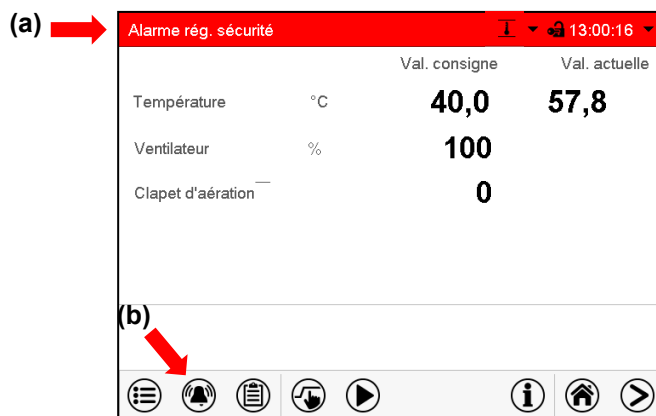 (a)
Alarme rég. sécurité 13:00:16
Val. consigne Val. actuelle
Température °C 40,0 57,8
Ventilateur % 100
Clapet d'aération 0
(b)